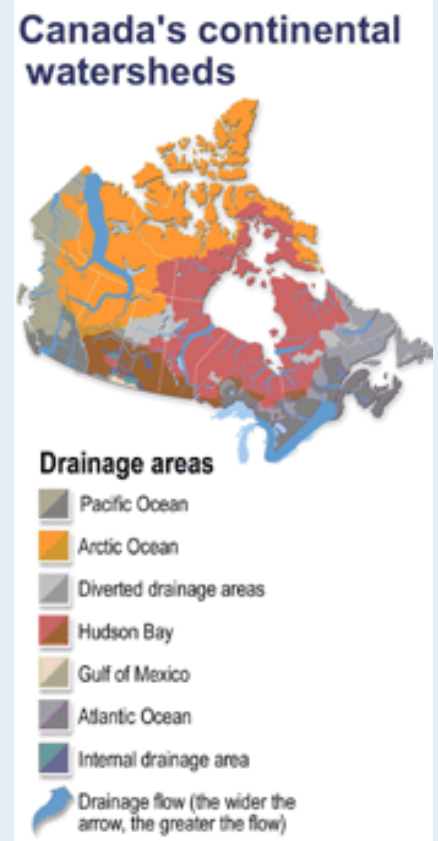 Canada's continental
watersheds
Drainage areas
Pacific Ocean
Arctic Ocean
Diverted drainage areas
Hudson Bay
Gulf of Mexico
Atlantic Ocean
Internal drainage area
Drainage flow (the wider the
arrow, the greater the flow)